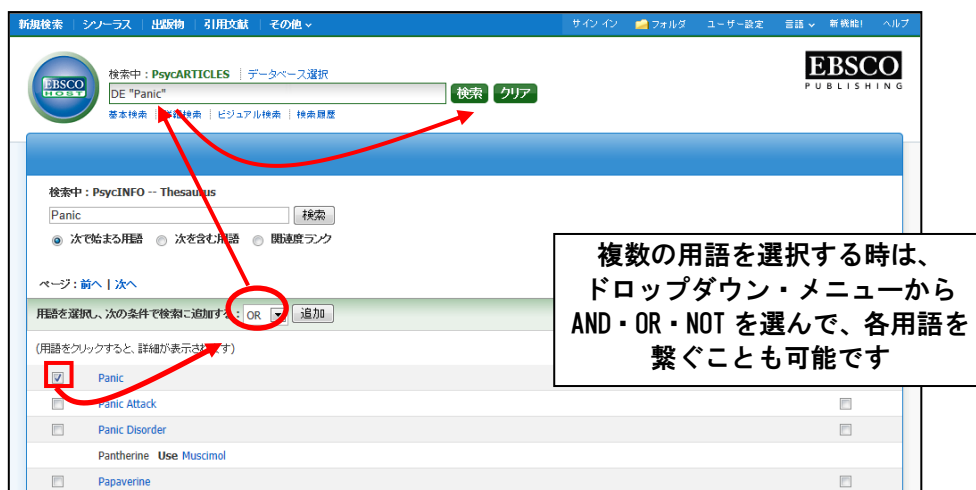 新規検索 シソーラス 出版物 引用文献 その他 サイン イン フォルダ ユーザー設定 言語 新機能! ヘルプ
EBSCO
HOST
検索中 : PsycARTICLES データベース選択
DE "Panic" 検索 クリア
基本検索 詳細検索 ビジュアル検索 検索履歴
EBSCO
PUBLISHING
検索中 : PsycINFO -- Thesaurus
Panic 検索
次で始まる用語 次を含む用語 関連度ランク
ページ : 前へ | 次へ
用語を選択し、次の条件で検索に追加する : OR 追加
(用語をクリックすると、詳細が表示されます)
Panic
Panic Attack
Panic Disorder
Pantherine Use Muscimol
Papaverine
複数の用語を選択する時は、
ドロップダウン・メニューから
AND・OR・NOT を選んで、各用語を
繋ぐことも可能です